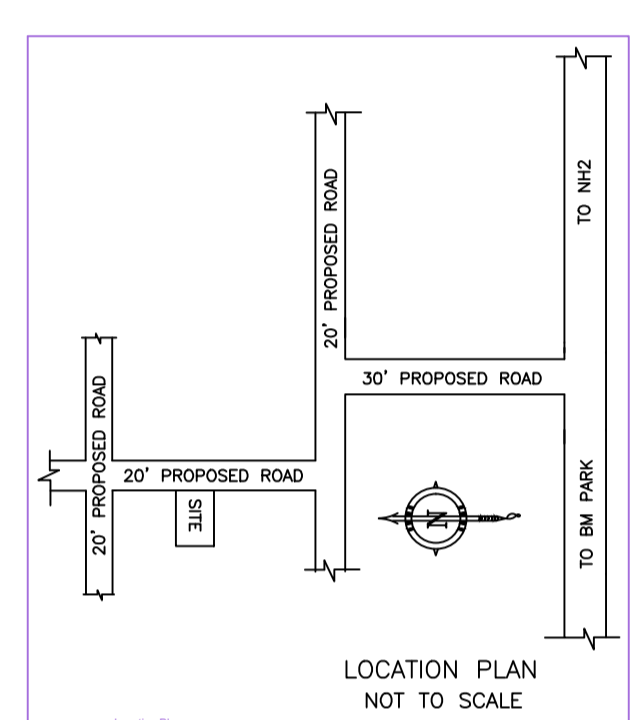 TO NH2
20' PROPOSED ROAD
30' PROPOSED ROAD
20' PROPOSED ROAD
20' PROPOSED ROAD
SITE
N
TO BM PARK
LOCATION PLAN
NOT TO SCALE